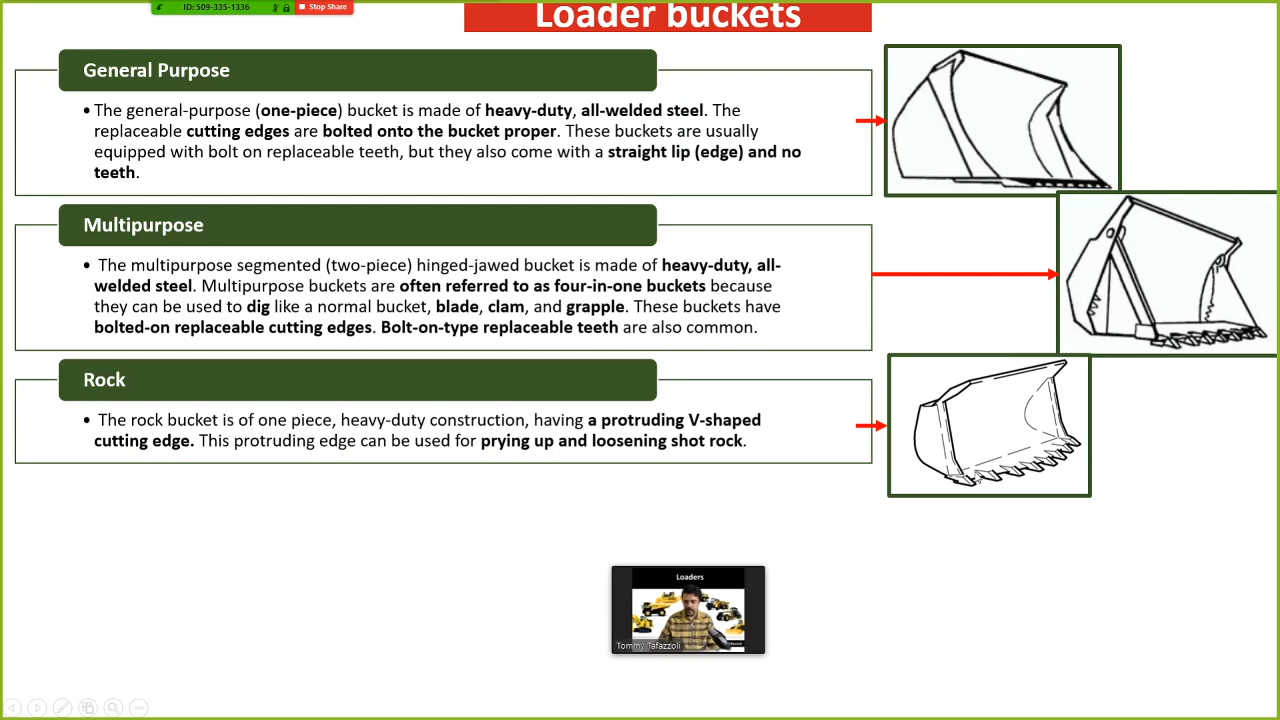 ID: 509-335-1336
Stop Share
Loader buckets
General Purpose
• The general-purpose (one-piece) bucket is made of heavy-duty, all-welded steel. The
replaceable cutting edges are bolted onto the bucket proper. These buckets are usually
equipped with bolt on replaceable teeth, but they also come with a straight lip (edge) and no
teeth.
Multipurpose
• The multipurpose segmented (two-piece) hinged-jawed bucket is made of heavy-duty, all-
welded steel. Multipurpose buckets are often referred to as four-in-one buckets because
they can be used to dig like a normal bucket, blade, clam, and grapple. These buckets have
bolted-on replaceable cutting edges. Bolt-on-type replaceable teeth are also common.
Rock
• The rock bucket is of one piece, heavy-duty construction, having a protruding V-shaped
cutting edge. This protruding edge can be used for prying up and loosening shot rock.
Loaders
Tommy Tafazzoli